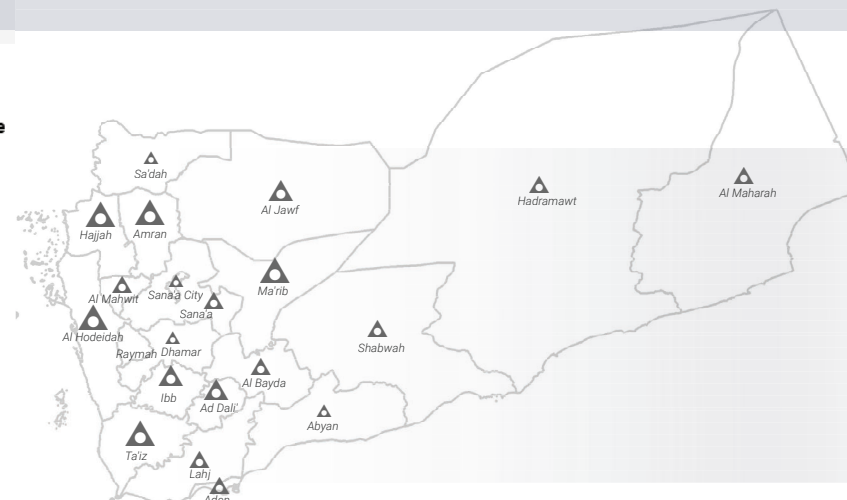 e
Sa'dah
Al Jawf
Hadramawt
Al Maharah
Hajjah
Amran
Ma'rib
Al Mahwit
Sana'a City
Sana'a
Al Hodeidah
Shabwah
Raymah
Dhamar
Al Bayda
Ibb
Ad Dali'
Abyan
Ta'iz
Lahj
Aden